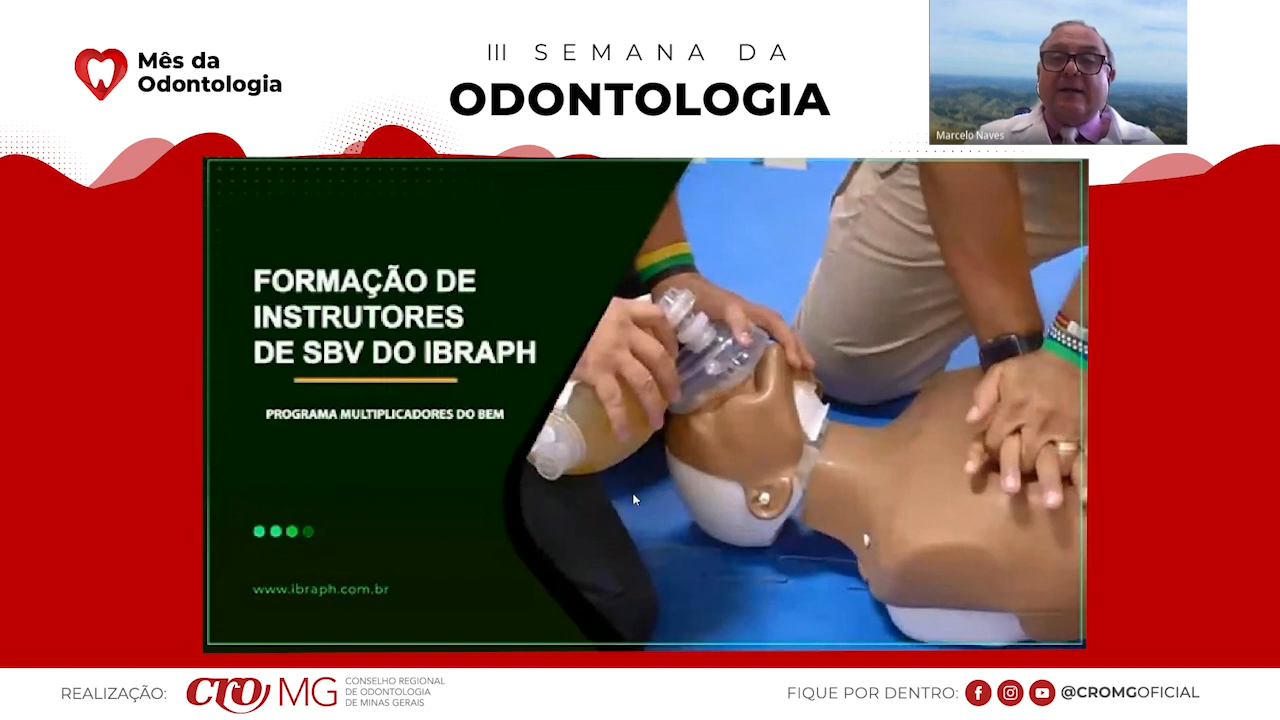 Mês da
Odontologia
III SEMANA DA
ODONTOLOGIA
Marcelo Naves
FORMAÇÃO DE
INSTRUTORES
DE SBV DO IBRAPH
PROGRAMA MULTIPLICADORES DO BEM
www.ibraph.com.br
REALIZAÇÃO:
cro MG
CONSELHO REGIONAL
DE ODONTOLOGIA
DE MINAS GERAIS
FIQUE POR DENTRO:
@CROMGOFICIAL